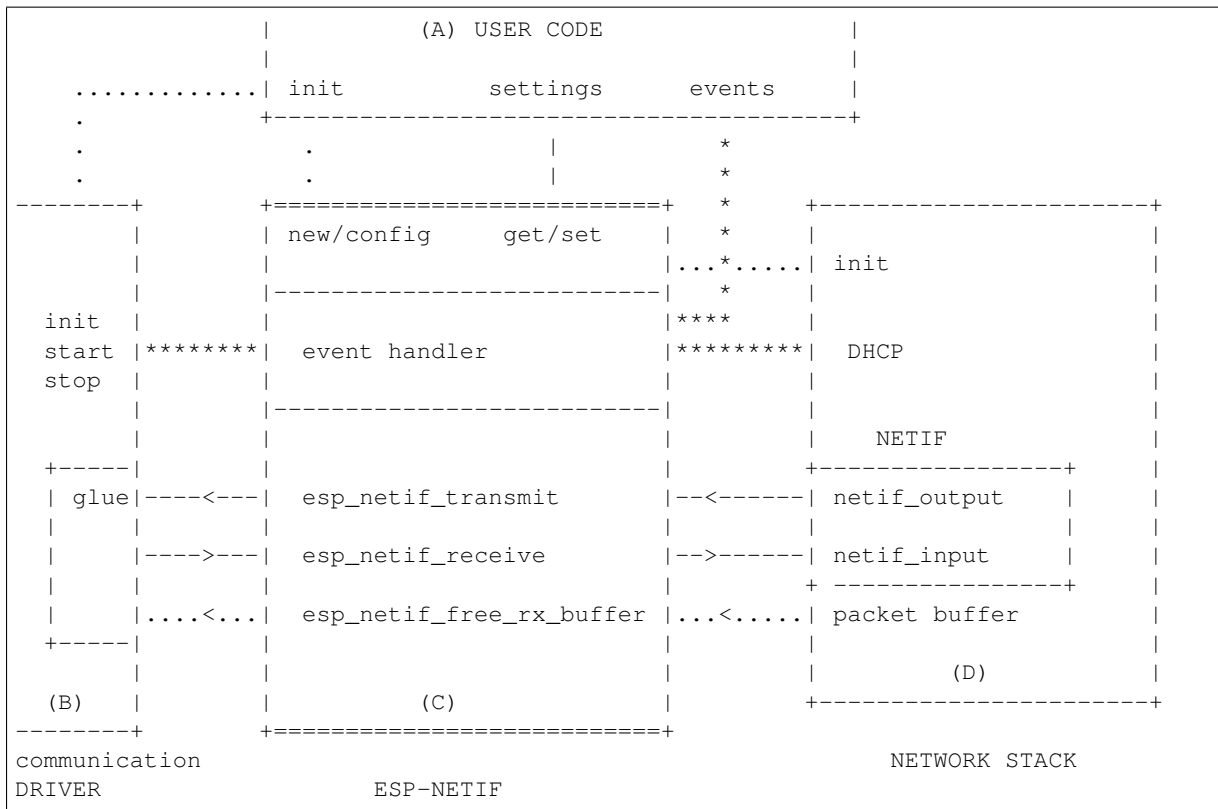 (A) USER CODE
init settings events
new/config get/set
init
init
start event handler DHCP
stop
NETIF
glue esp_netif_transmit netif_output
esp_netif_receive netif_input
esp_netif_free_rx_buffer packet buffer
(D)
(B) (C)
communication NETWORK STACK
DRIVER ESP-NETIF